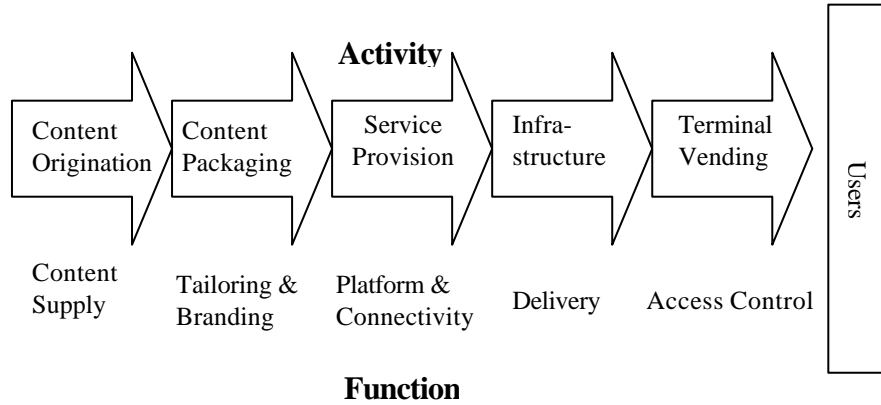 Activity
Content
Origination
Content
Packaging
Service
Provision
Infra-
structure
Terminal
Vending
Users
Content
Supply
Tailoring &
Branding
Platform &
Connectivity
Delivery
Access Control
Function